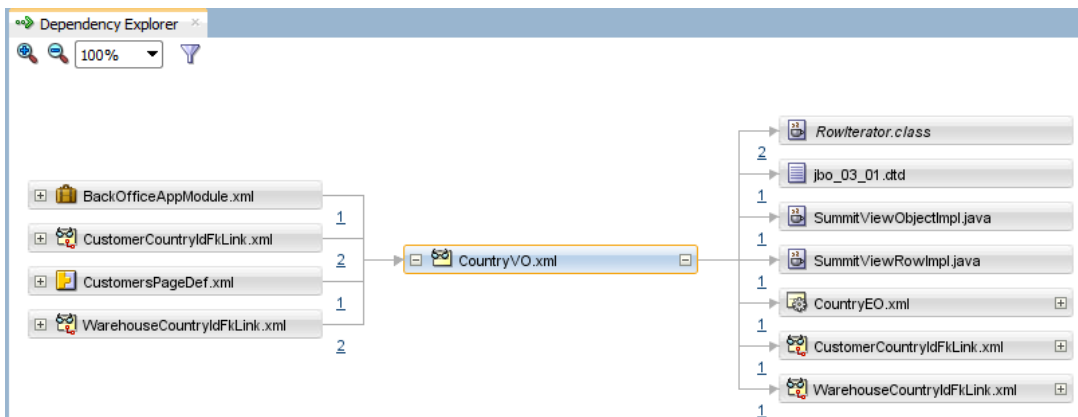 Dependency Explorer
100%
BackOfficeAppModule.xml
1
CustomerCountryIdFkLink.xml
2
CustomersPageDef.xml
1
WarehouseCountryIdFkLink.xml
2
CountryVO.xml
RowIterator.class
2
jbo_03_01.dtd
1
SummitViewObjectImpl.java
1
SummitViewRowImpl.java
1
CountryEO.xml
1
CustomerCountryIdFkLink.xml
1
WarehouseCountryIdFkLink.xml
1